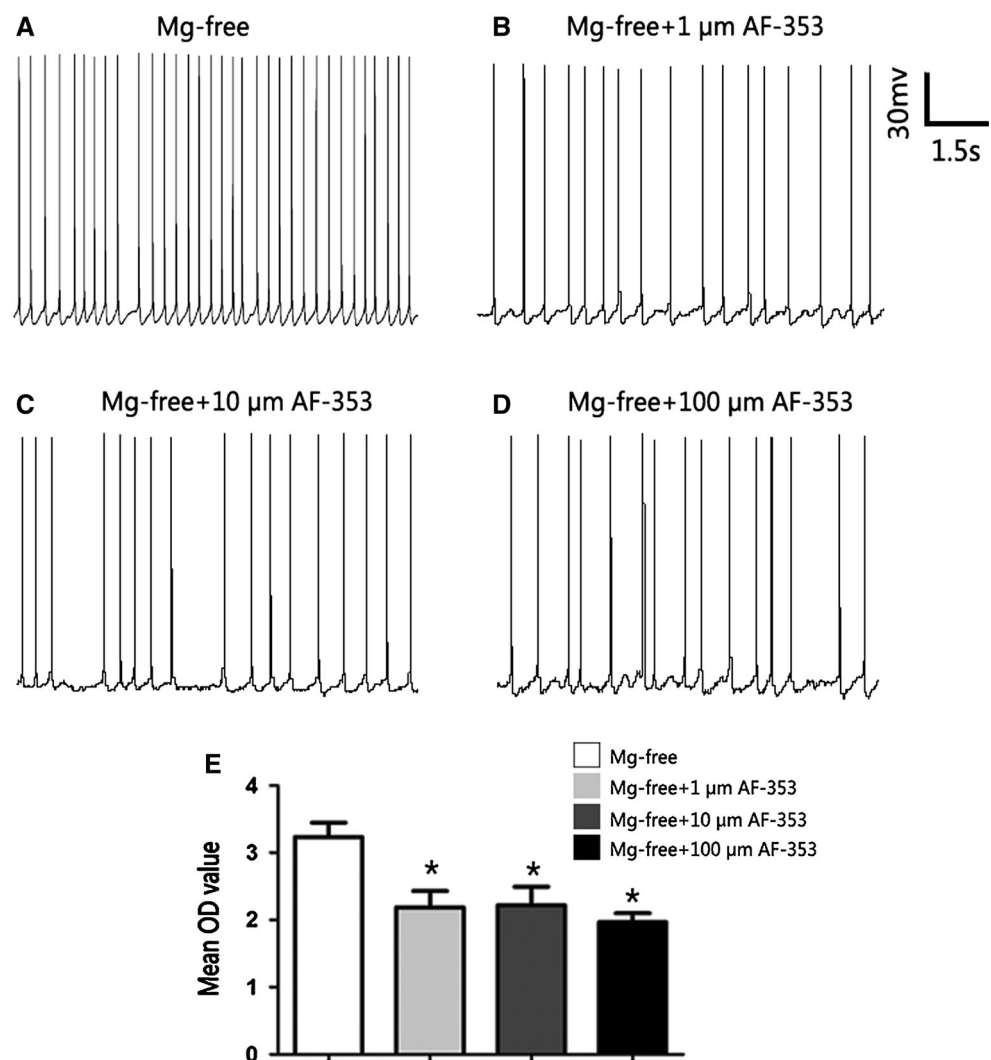 A Mg-free
B Mg-free+1 μm AF-353
30mv
1.5s
C Mg-free+10 μm AF-353
D Mg-free+100 μm AF-353
E
Mg-free
Mg-free+1 μm AF-353
Mg-free+10 μm AF-353
Mg-free+100 μm AF-353
Mean OD value
4
3
2
1
0
* * *